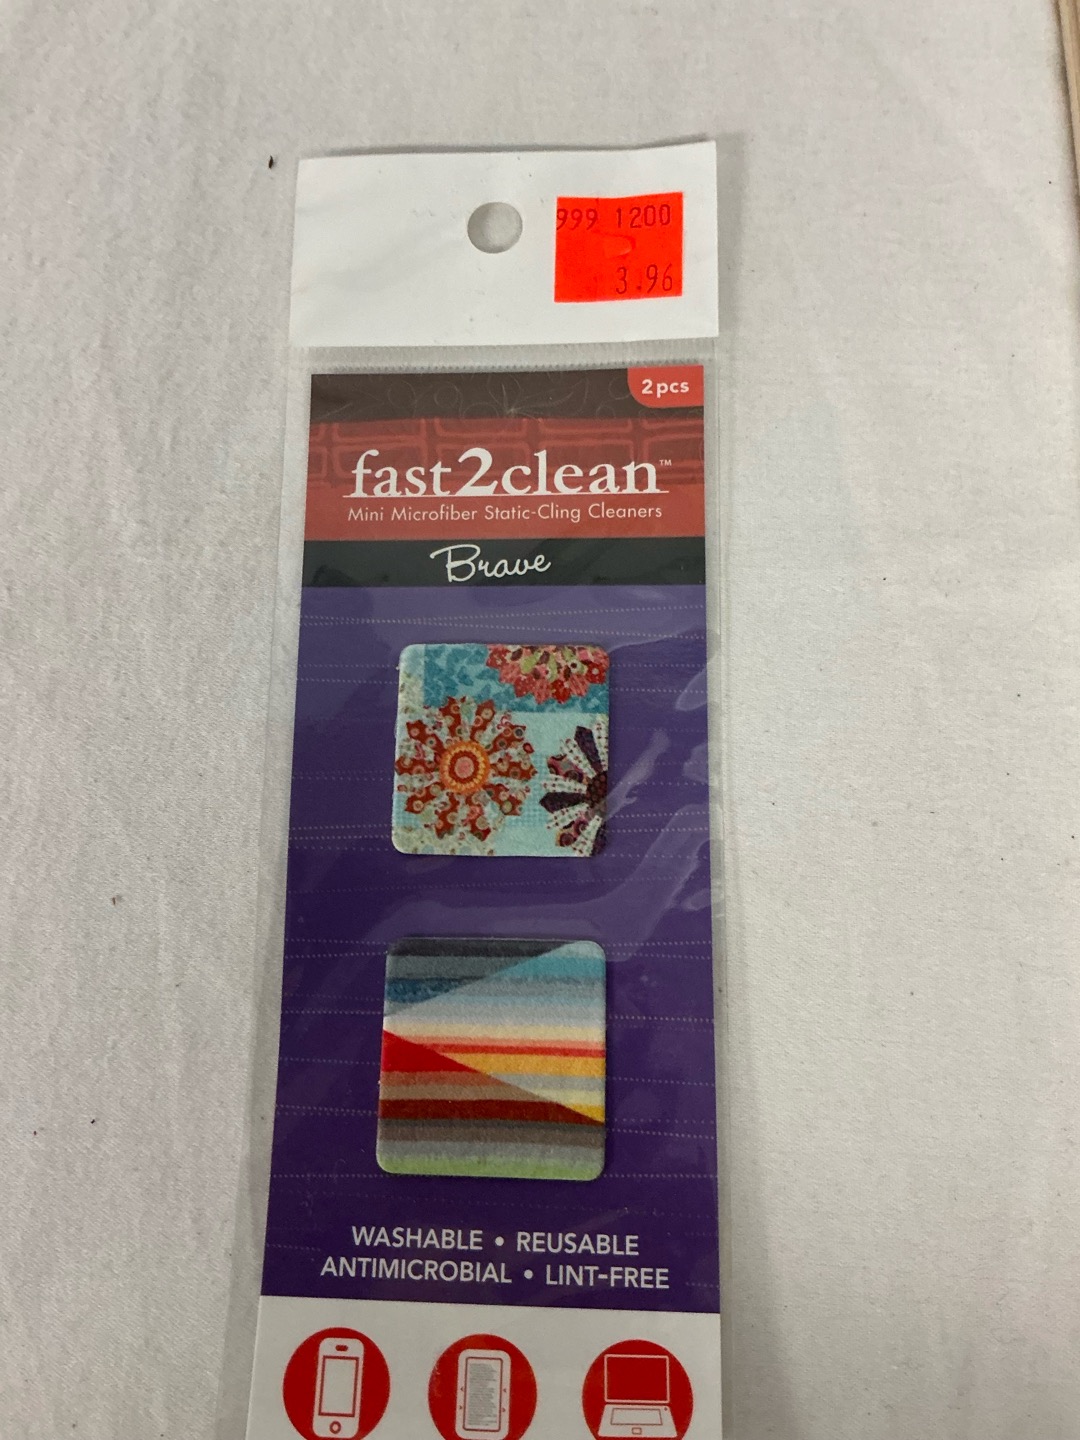 999 1200
3.96
2pcs
fast2clean™
Mini Microfiber Static-Cling Cleaners
Brave
WASHABLE • REUSABLE
ANTIMICROBIAL • LINT-FREE